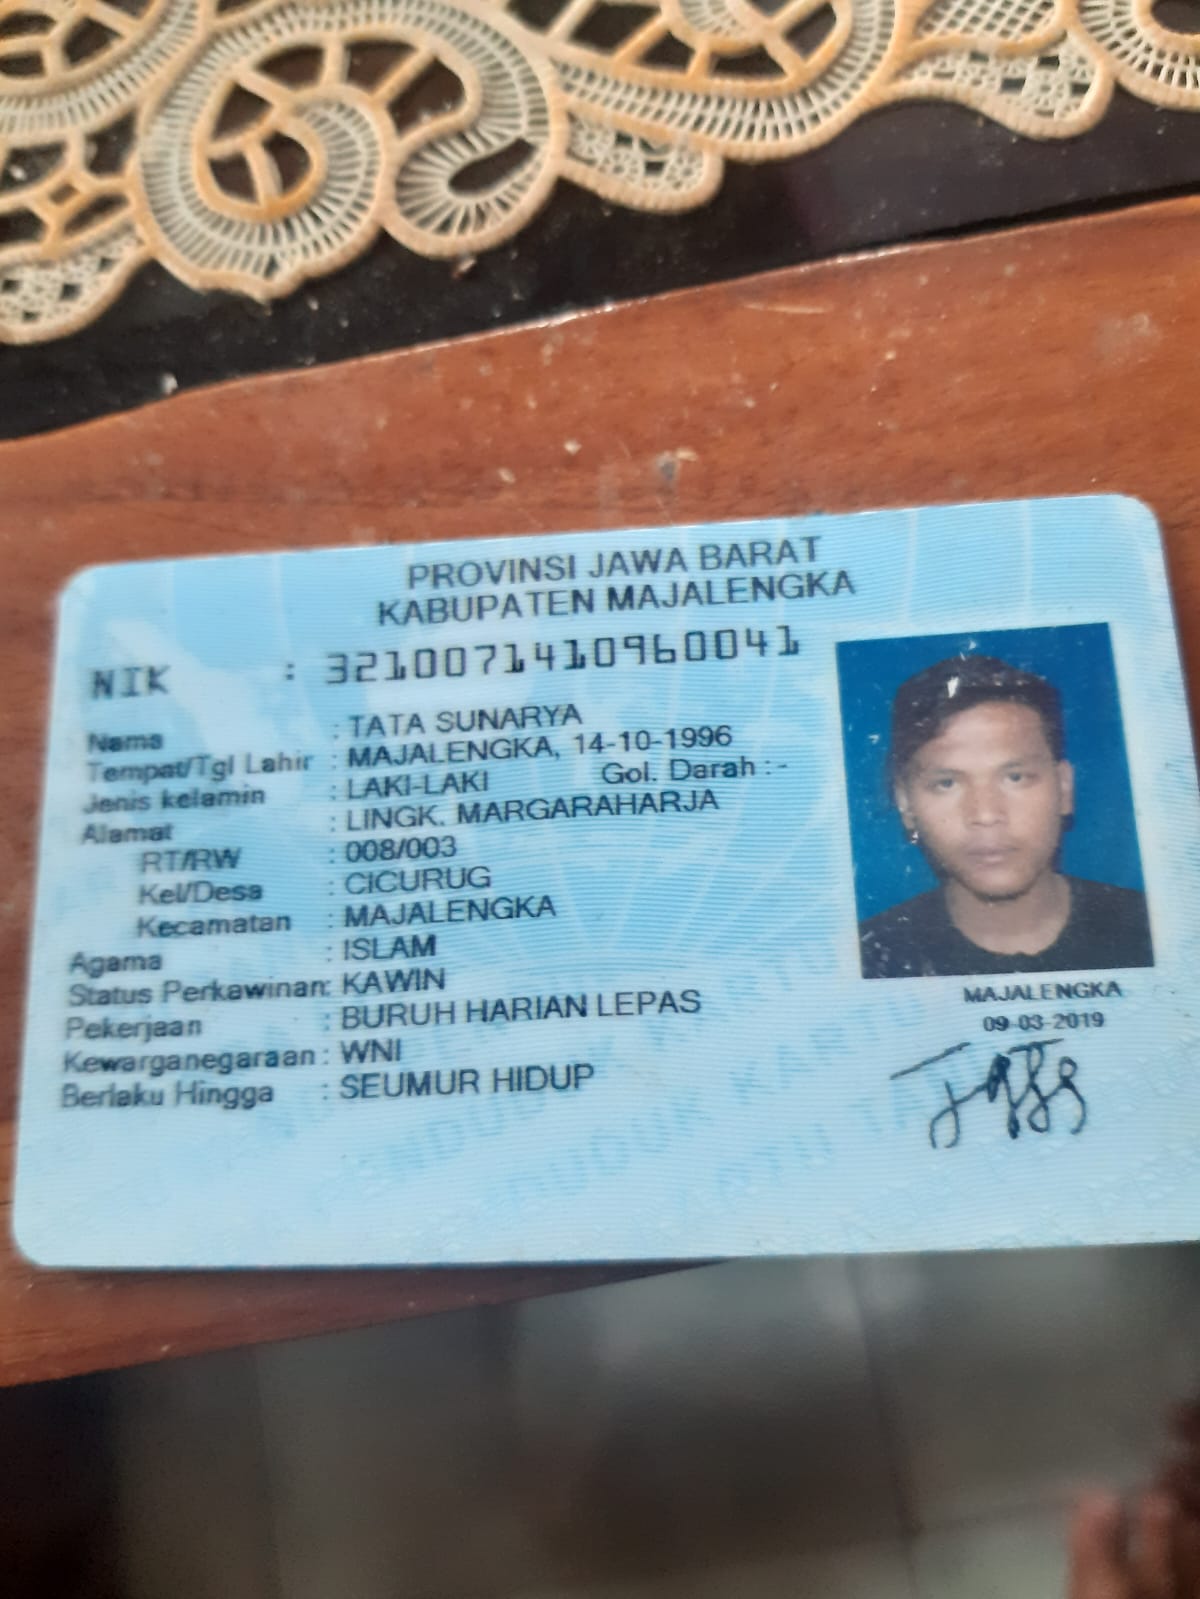 PROVINSI JAWA BARAT
KABUPATEN MAJALENGKA
NIK : 3210071410960041
Nama : TATA SUNARYA
Tempat/Tgl Lahir : MAJALENGKA, 14-10-1996
Jenis kelamin : LAKI-LAKI Gol. Darah : -
Alamat : LINGK. MARGARAHARJA
RT/RW : 008/003
Kel/Desa : CICURUG
Kecamatan : MAJALENGKA
Agama : ISLAM
Status Perkawinan: KAWIN
Pekerjaan : BURUH HARIAN LEPAS
Kewarganegaraan : WNI
Berlaku Hingga : SEUMUR HIDUP
MAJALENGKA
09-03-2019